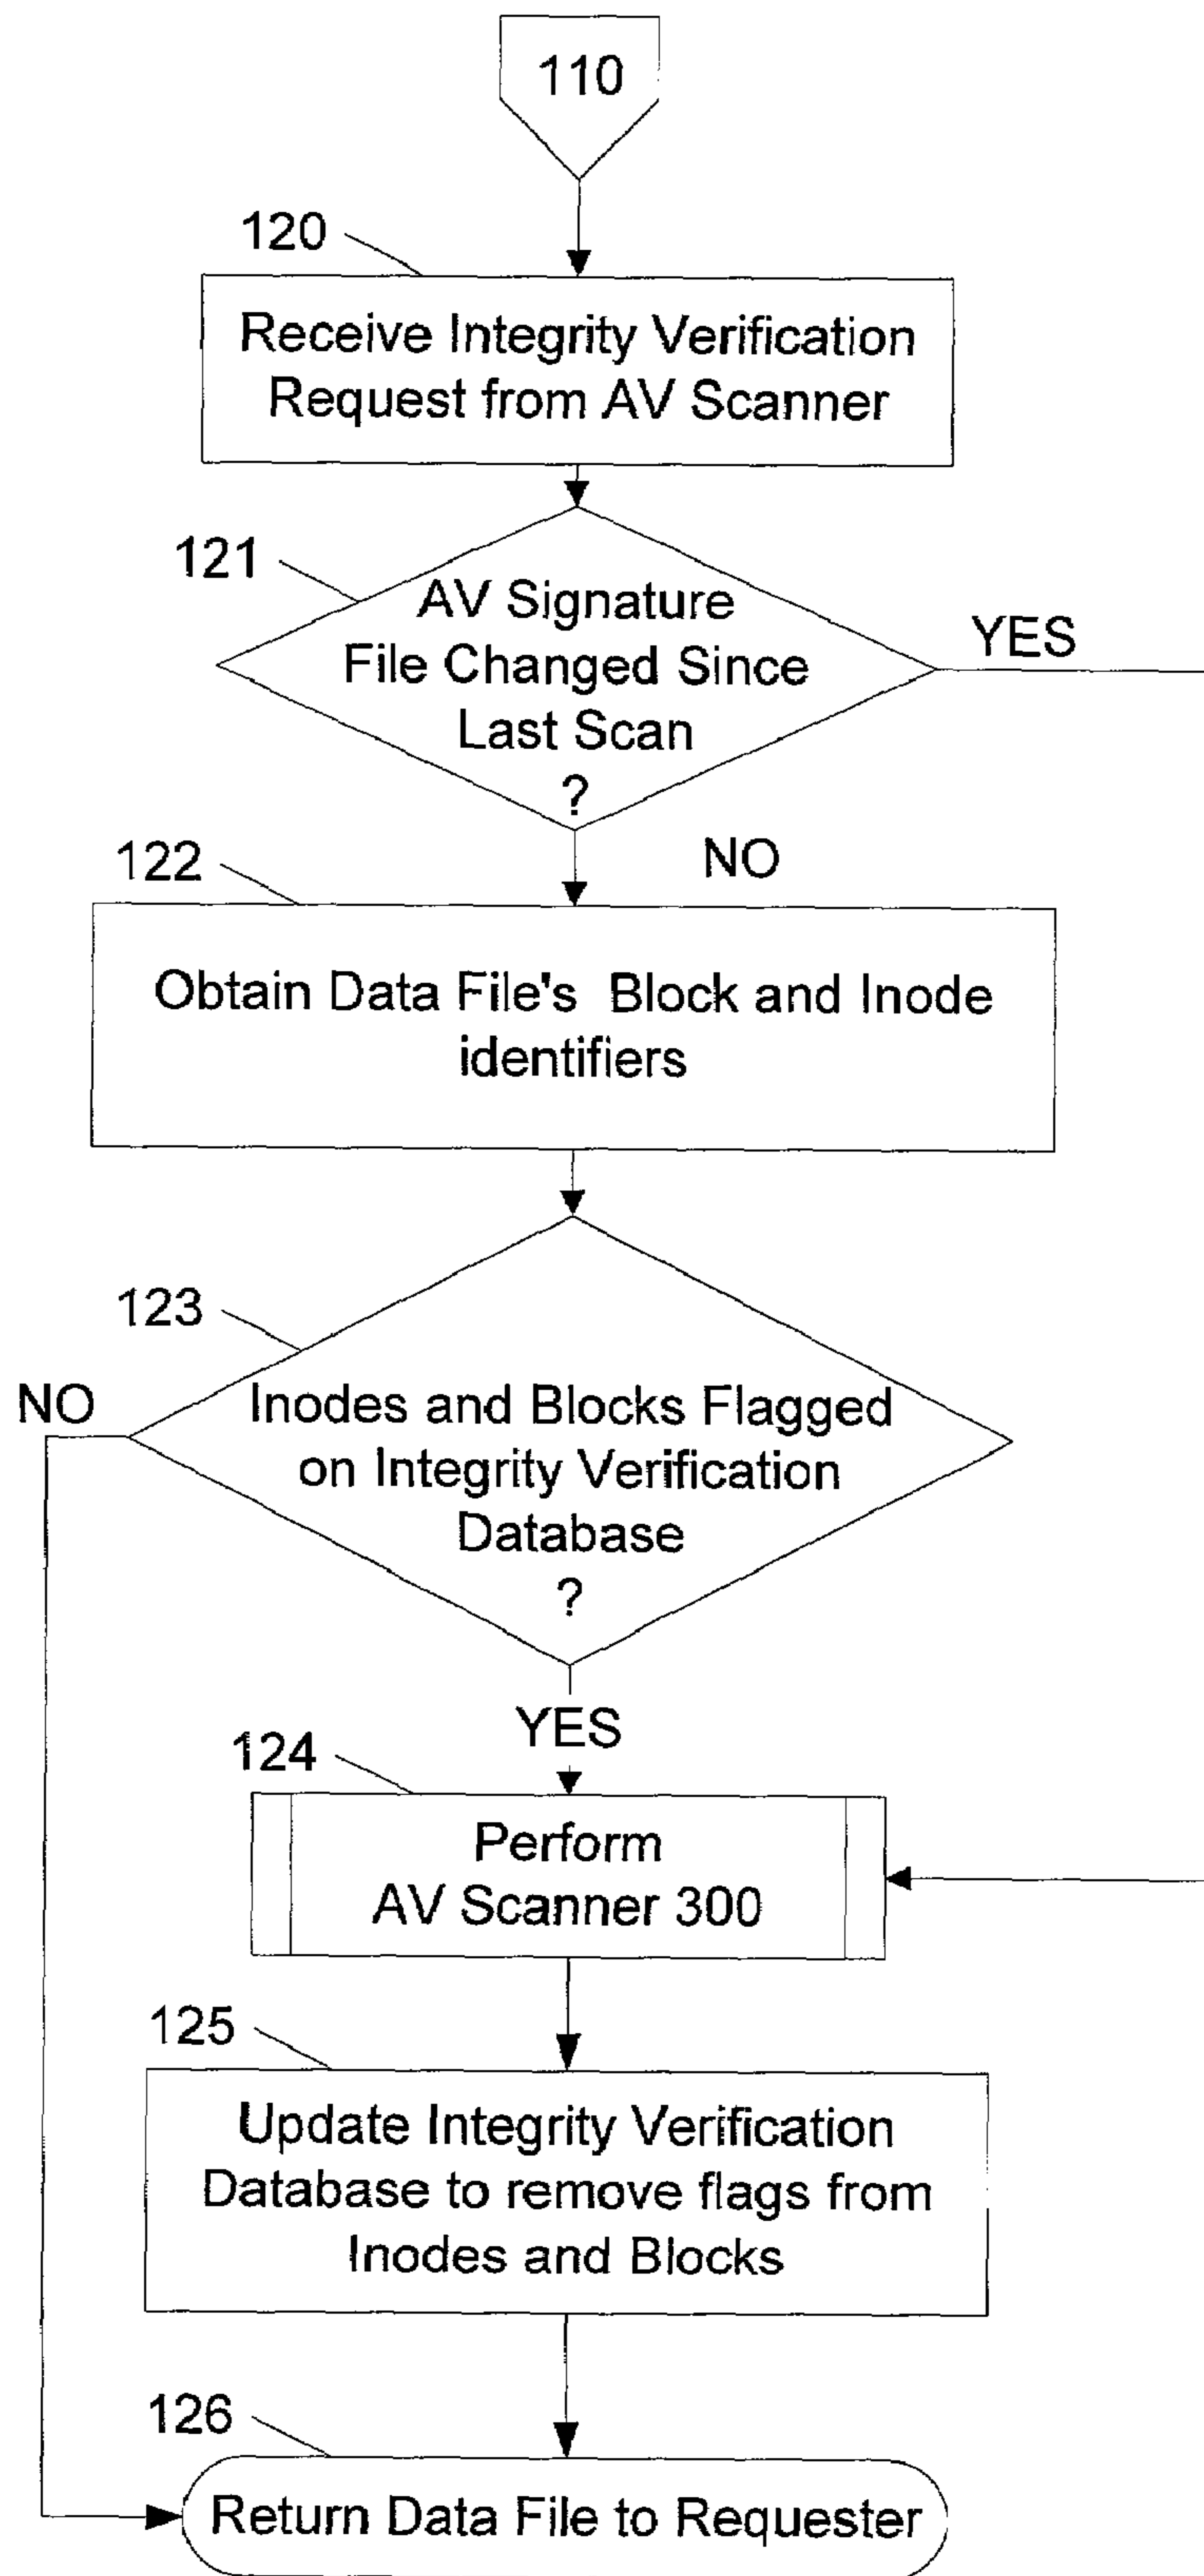 110
120
Receive Integrity Verification
Request from AV Scanner
121
AV Signature
File Changed Since
Last Scan
?
YES
NO
122
Obtain Data File's Block and Inode
identifiers
123
NO
Inodes and Blocks Flagged
on Integrity Verification
Database
?
YES
124
Perform
AV Scanner 300
125
Update Integrity Verification
Database to remove flags from
Inodes and Blocks
126
Return Data File to Requester